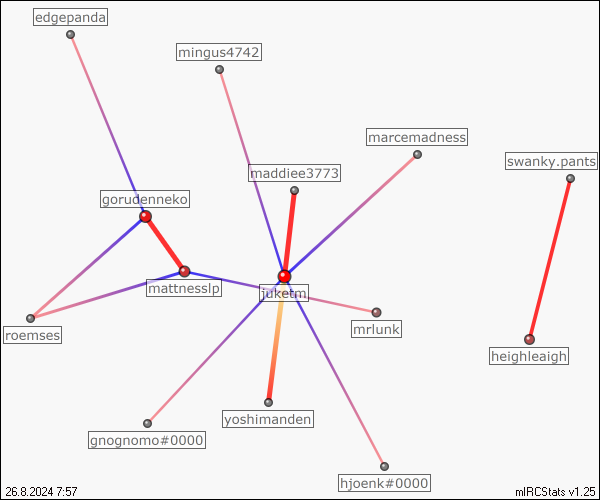 edgepanda
mingus4742
marcemadness
swanky.pants
maddiee3773
gorudenneko
mattnesslp
juketm
mrlunk
roemses
heighleaigh
yoshimanden
gnognomo#0000
hjoenk#0000
26.8.2024 7:57
mIRCStats v1.25